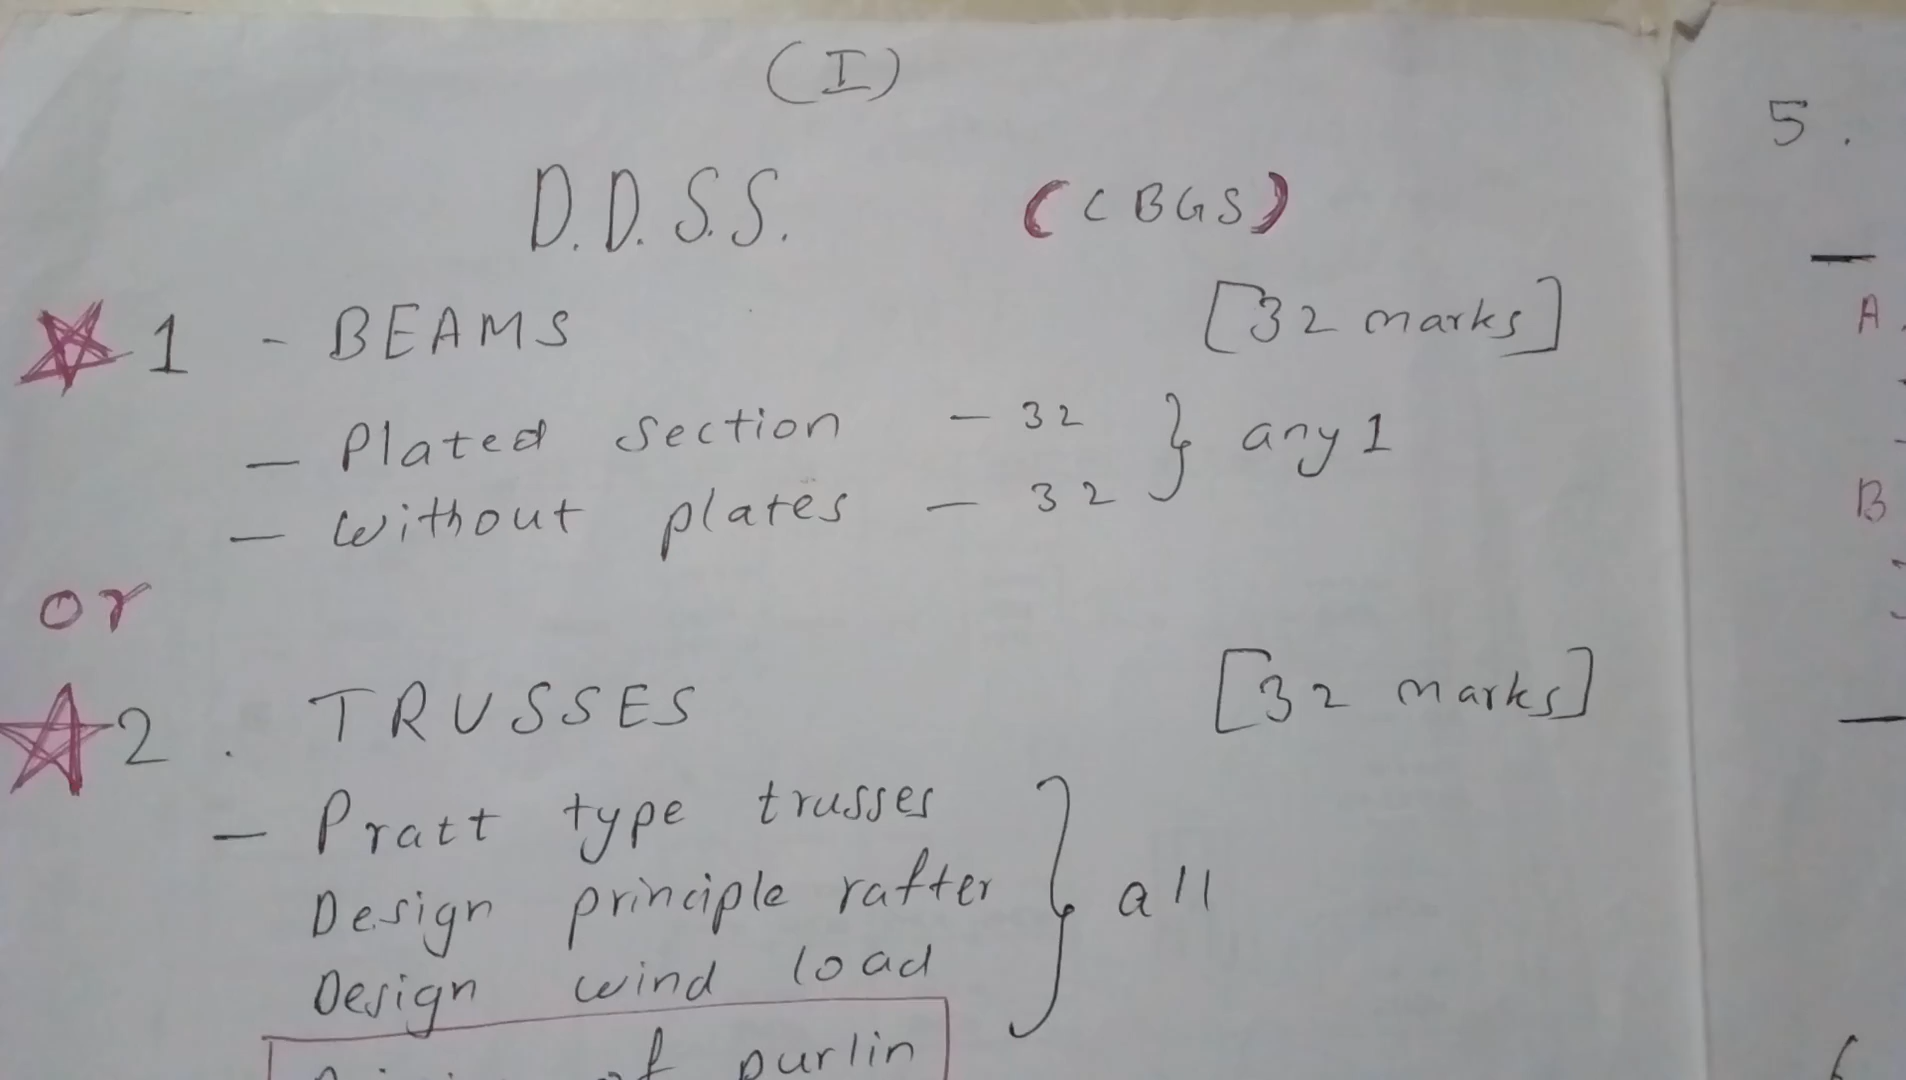 (I)
D.D.S.S. (CBGS)
1 - BEAMS [32 marks]
- Plated section - 32
- without plates - 32 } any 1
or
2. TRUSSES [32 marks]
- Pratt type trusses
Design principle rafter } all
Design wind load
of purlin
5.
A.
B